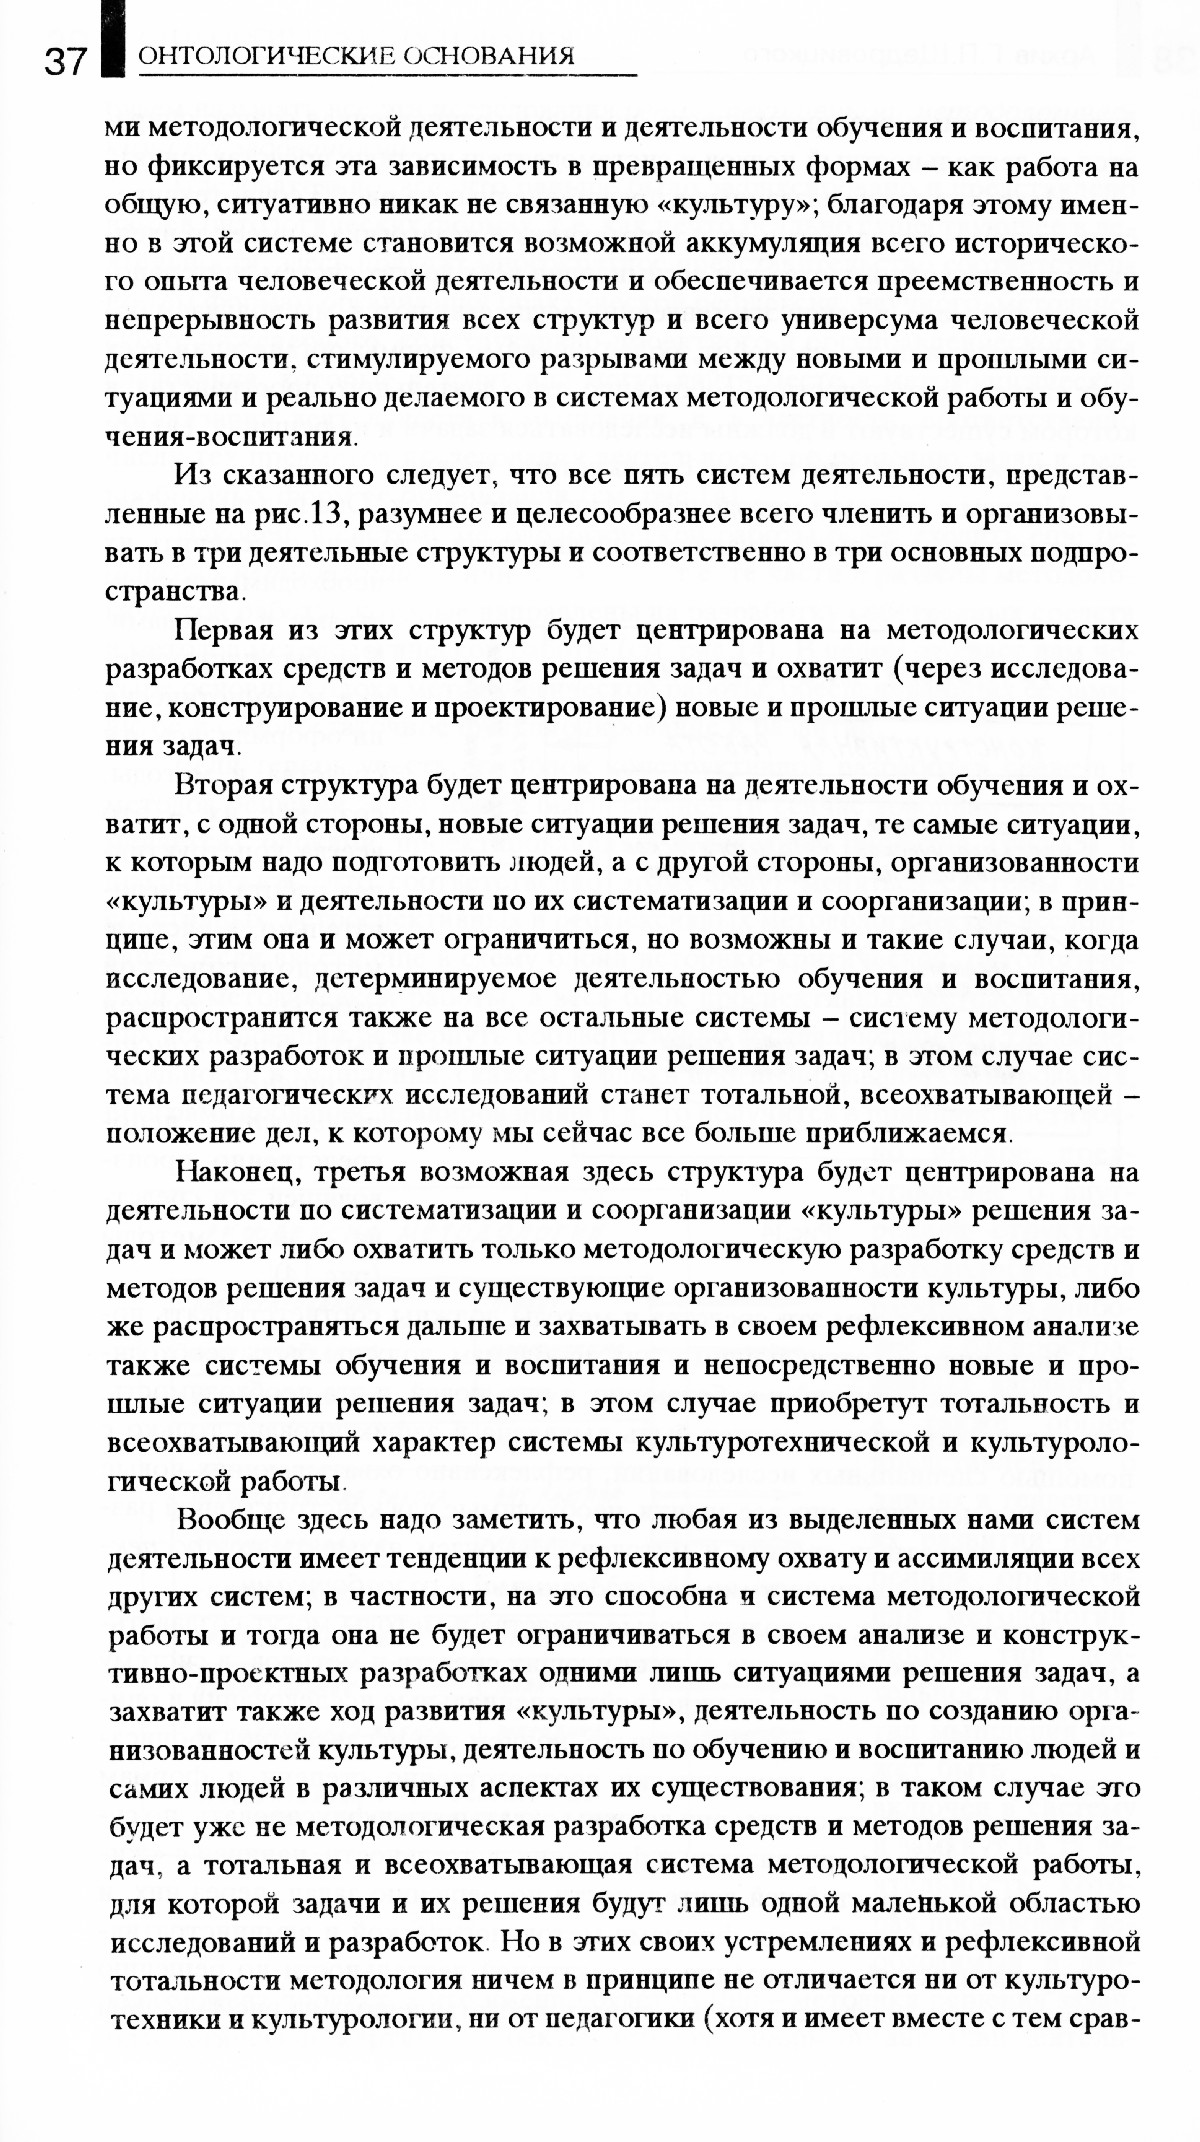 37 ОНТОЛОГИЧЕСКИЕ ОСНОВАНИЯ
ми методологической деятельности и деятельности обучения и воспитания,
но фиксируется эта зависимость в превращенных формах – как работа на
общую, ситуативно никак не связанную «культуру»; благодаря этому имен-
но в этой системе становится возможной аккумуляция всего историческо-
го опыта человеческой деятельности и обеспечивается преемственность и
непрерывность развития всех структур и всего универсума человеческой
деятельности, стимулируемого разрывами между новыми и прошлыми си-
туациями и реально делаемого в системах методологической работы и обу-
чения-воспитания.
Из сказанного следует, что все пять систем деятельности, представ-
ленные на рис.13, разумнее и целесообразнее всего членить и организовы-
вать в три деятельные структуры и соответственно в три основных подпро-
странства.
Первая из этих структур будет центрирована на методологических
разработках средств и методов решения задач и охватит (через исследова-
ние, конструирование и проектирование) новые и прошлые ситуации реше-
ния задач.
Вторая структура будет центрирована на деятельности обучения и ох-
ватит, с одной стороны, новые ситуации решения задач, те самые ситуации,
к которым надо подготовить людей, а с другой стороны, организованности
«культуры» и деятельности по их систематизации и соорганизации; в прин-
ципе, этим она и может ограничиться, но возможны и такие случаи, когда
исследование, детерминируемое деятельностью обучения и воспитания,
распространится также на все остальные системы – систему методологи-
ческих разработок и прошлые ситуации решения задач; в этом случае сис-
тема педагогических исследований станет тотальной, всеохватывающей –
положение дел, к которому мы сейчас все больше приближаемся.
Наконец, третья возможная здесь структура будет центрирована на
деятельности по систематизации и соорганизации «культуры» решения за-
дач и может либо охватить только методологическую разработку средств и
методов решения задач и существующие организованности культуры, либо
же распространяться дальше и захватывать в своем рефлексивном анализе
также системы обучения и воспитания и непосредственно новые и про-
шлые ситуации решения задач; в этом случае приобретут тотальность и
всеохватывающий характер системы культуротехнической и культуроло-
гической работы.
Вообще здесь надо заметить, что любая из выделенных нами систем
деятельности имеет тенденции к рефлексивному охвату и ассимиляции всех
других систем; в частности, на это способна и система методологической
работы и тогда она не будет ограничиваться в своем анализе и конструк-
тивно-проектных разработках одними лишь ситуациями решения задач, а
захватит также ход развития «культуры», деятельность по созданию орга-
низованностей культуры, деятельность по обучению и воспитанию людей и
самих людей в различных аспектах их существования; в таком случае это
будет уже не методологическая разработка средств и методов решения за-
дач, а тотальная и всеохватывающая система методологической работы,
для которой задачи и их решения будут лишь одной маленькой областью
исследований и разработок. Но в этих своих устремлениях и рефлексивной
тотальности методология ничем в принципе не отличается ни от культуро-
техники и культурологии, ни от педагогики (хотя и имеет вместе с тем срав-